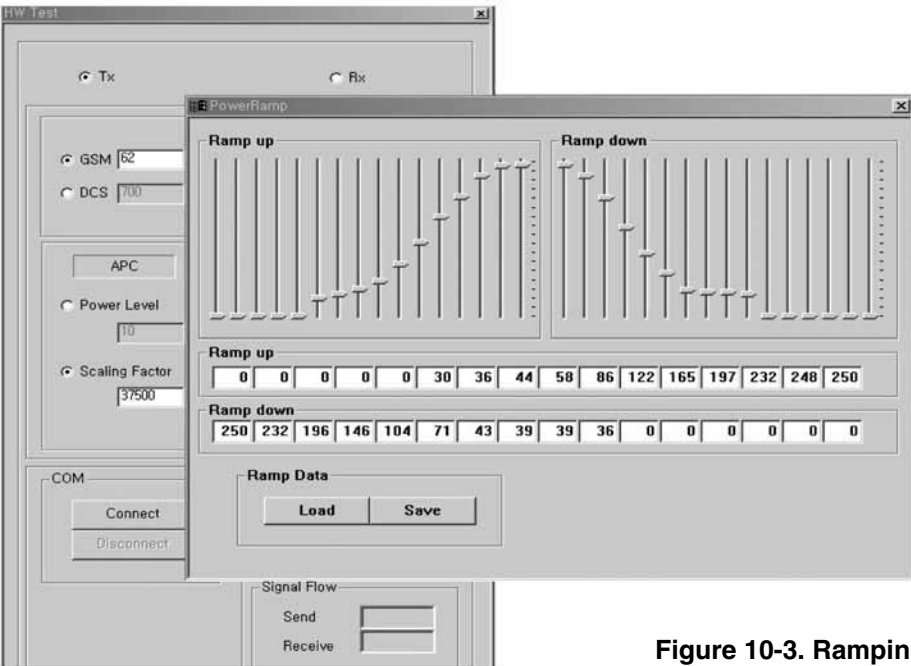 HW Test
Tx
Rx
PowerRamp
Ramp up
Ramp down
GSM 62
DCS 700
APC
Power Level
10
Scaling Factor
37500
Ramp up
0 0 0 0 0 30 36 44 58 86 122 165 197 232 248 250
Ramp down
250 232 196 146 104 71 43 39 39 36 0 0 0 0 0 0
Ramp Data
Load Save
COM
Connect
Disconnect
Signal Flow
Send
Receive
Figure 10-3. Rampin